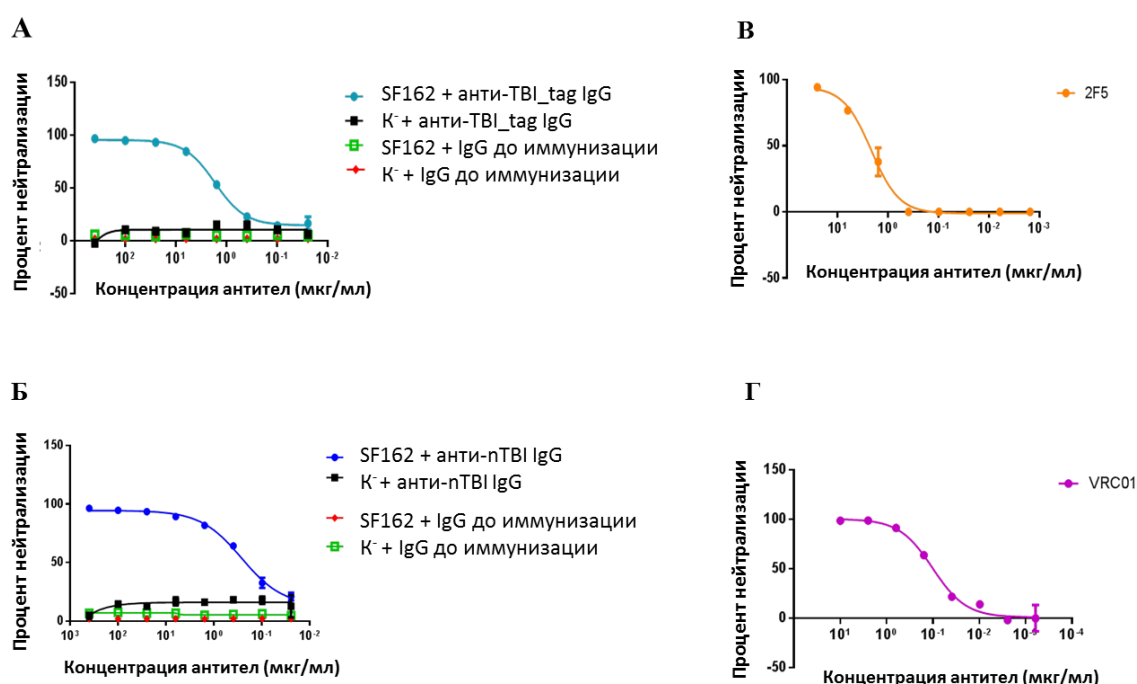 А
Процент нейтрализации
150
100
50
0
-50
10² 10¹ 10⁰ 10⁻¹ 10⁻²
Концентрация антител (мкг/мл)
SF162 + анти-TBI_tag IgG
K⁻ + анти-TBI_tag IgG
SF162 + IgG до иммунизации
K⁻ + IgG до иммунизации
В
Процент нейтрализации
100
50
0
-50
10¹ 10⁰ 10⁻¹ 10⁻² 10⁻³
Концентрация антител (мкг/мл)
2F5
Б
Процент нейтрализации
150
100
50
0
10³ 10² 10¹ 10⁰ 10⁻¹ 10⁻²
Концентрация антител (мкг/мл)
SF162 + анти-nTBI IgG
K⁻ + анти-nTBI IgG
SF162 + IgG до иммунизации
K⁻ + IgG до иммунизации
Г
Процент нейтрализации
150
100
50
0
-50
10¹ 10⁰ 10⁻¹ 10⁻² 10⁻⁴
Концентрация антител (мкг/мл)
VRC01